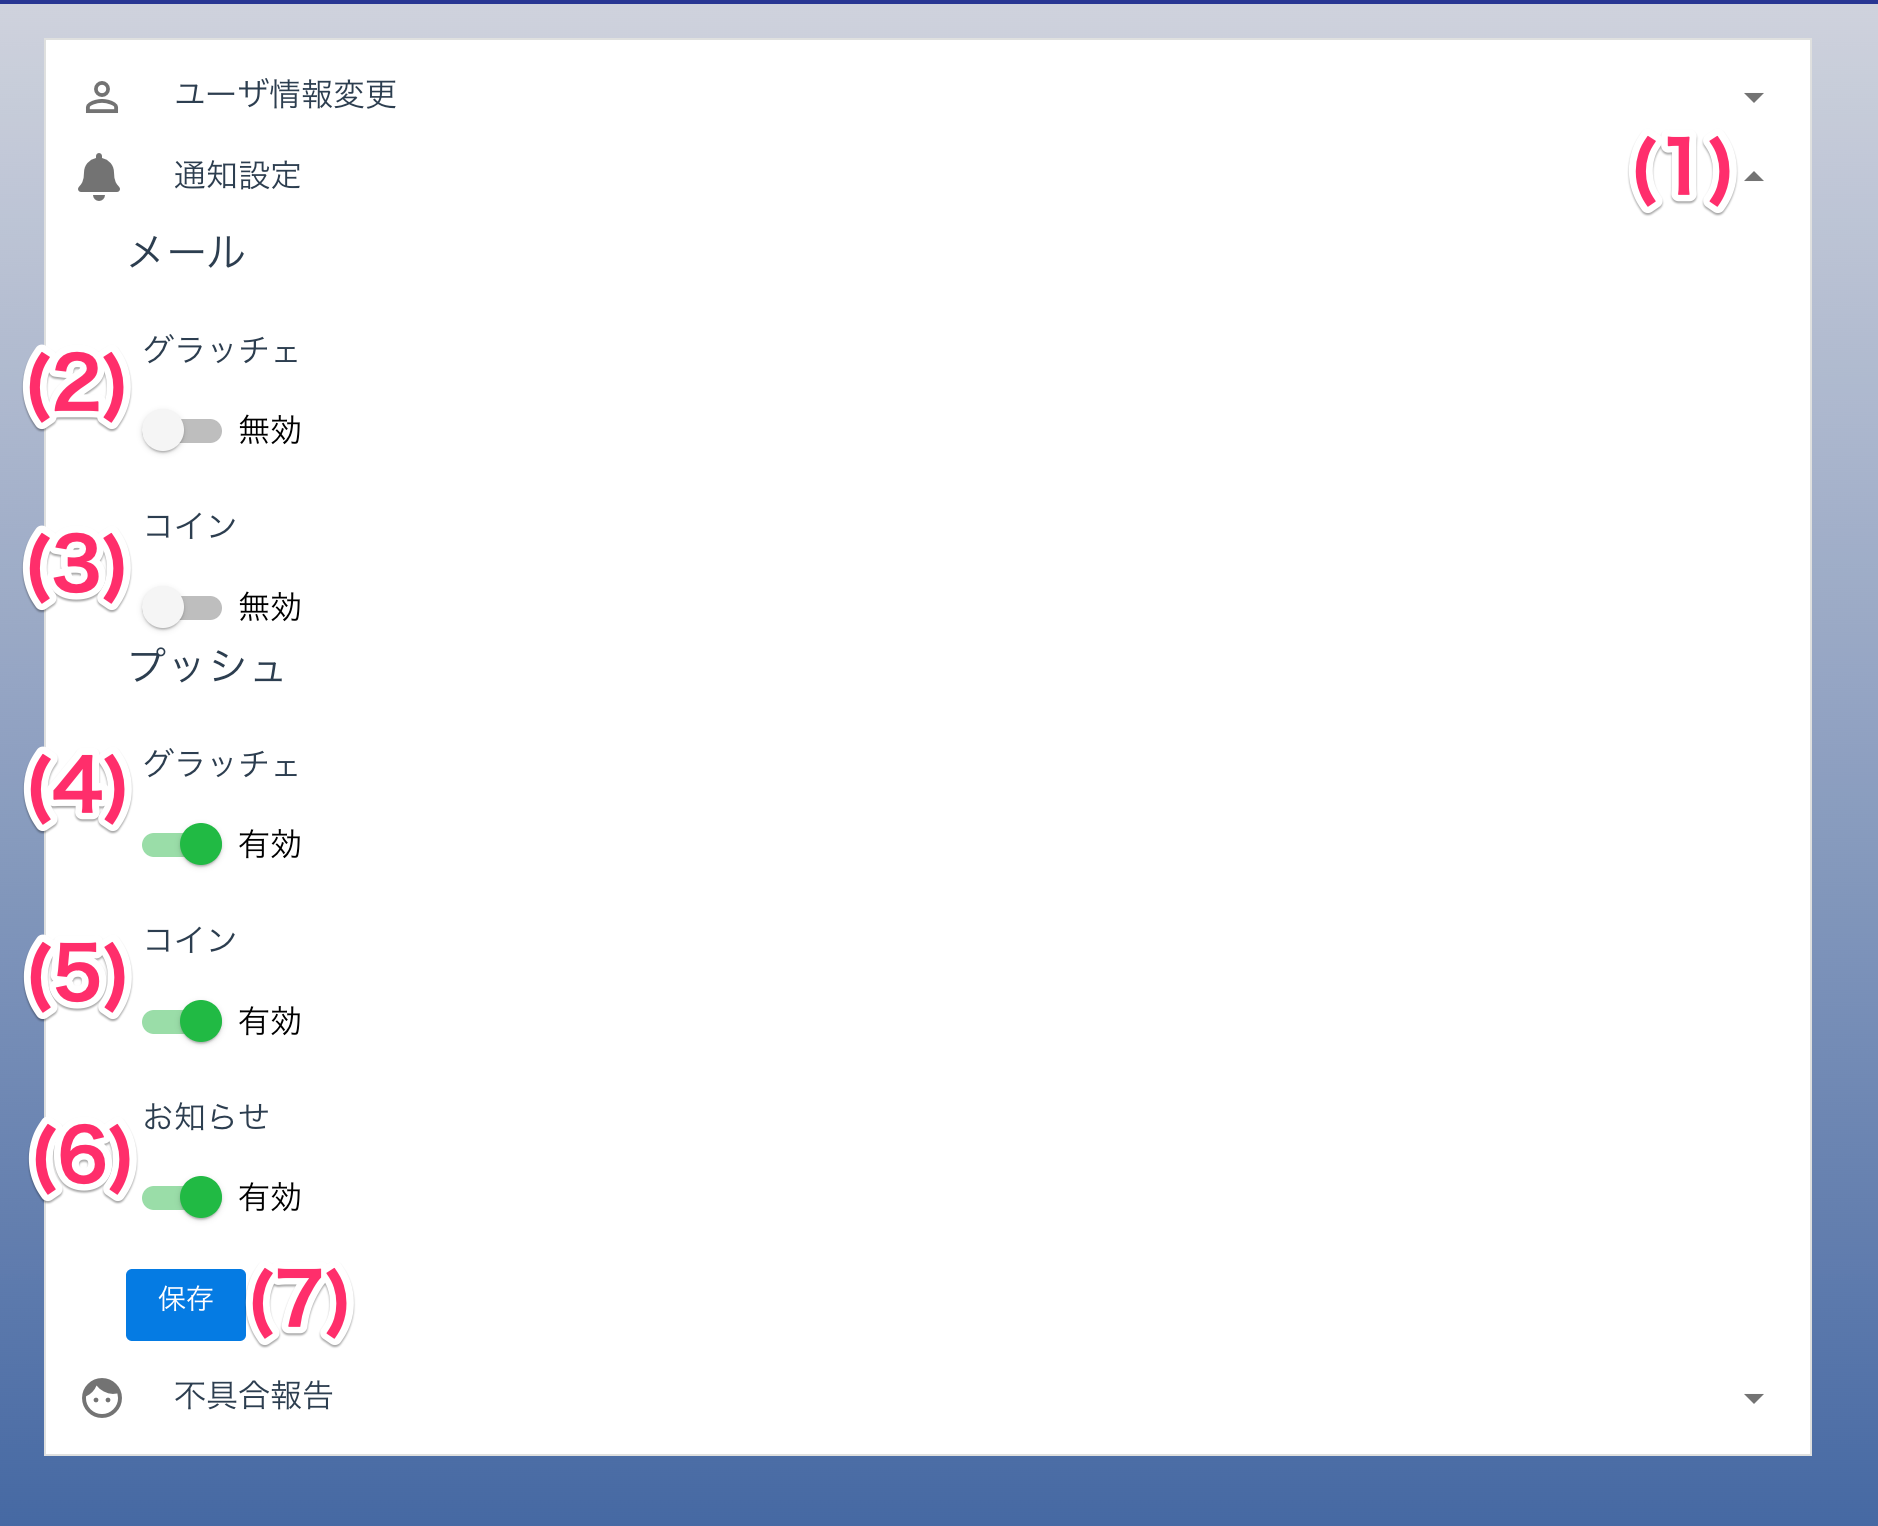 ユーザ情報変更
通知設定 (1)
メール
グラッチェ
(2)
無効
コイン
(3)
無効
プッシュ
グラッチェ
(4)
有効
コイン
(5)
有効
お知らせ
(6)
有効
保存 (7)
不具合報告